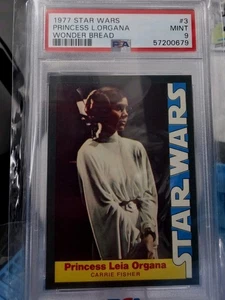 1977 STAR WARS #3
PRINCESS L.ORGANA MINT
WONDER BREAD 9
PSA 57200679
STAR WARS
Princess Leia Organa
CARRIE FISHER